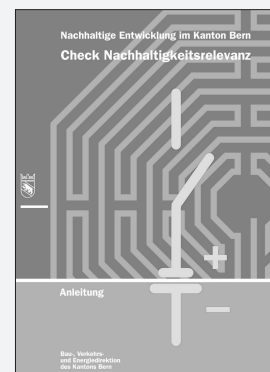 Nachhaltige Entwicklung im Kanton Bern
Check Nachhaltigkeitsrelevanz
+
–
Anleitung
Bau-, Verkehrs-
und Energiedirektion
des Kantons Bern